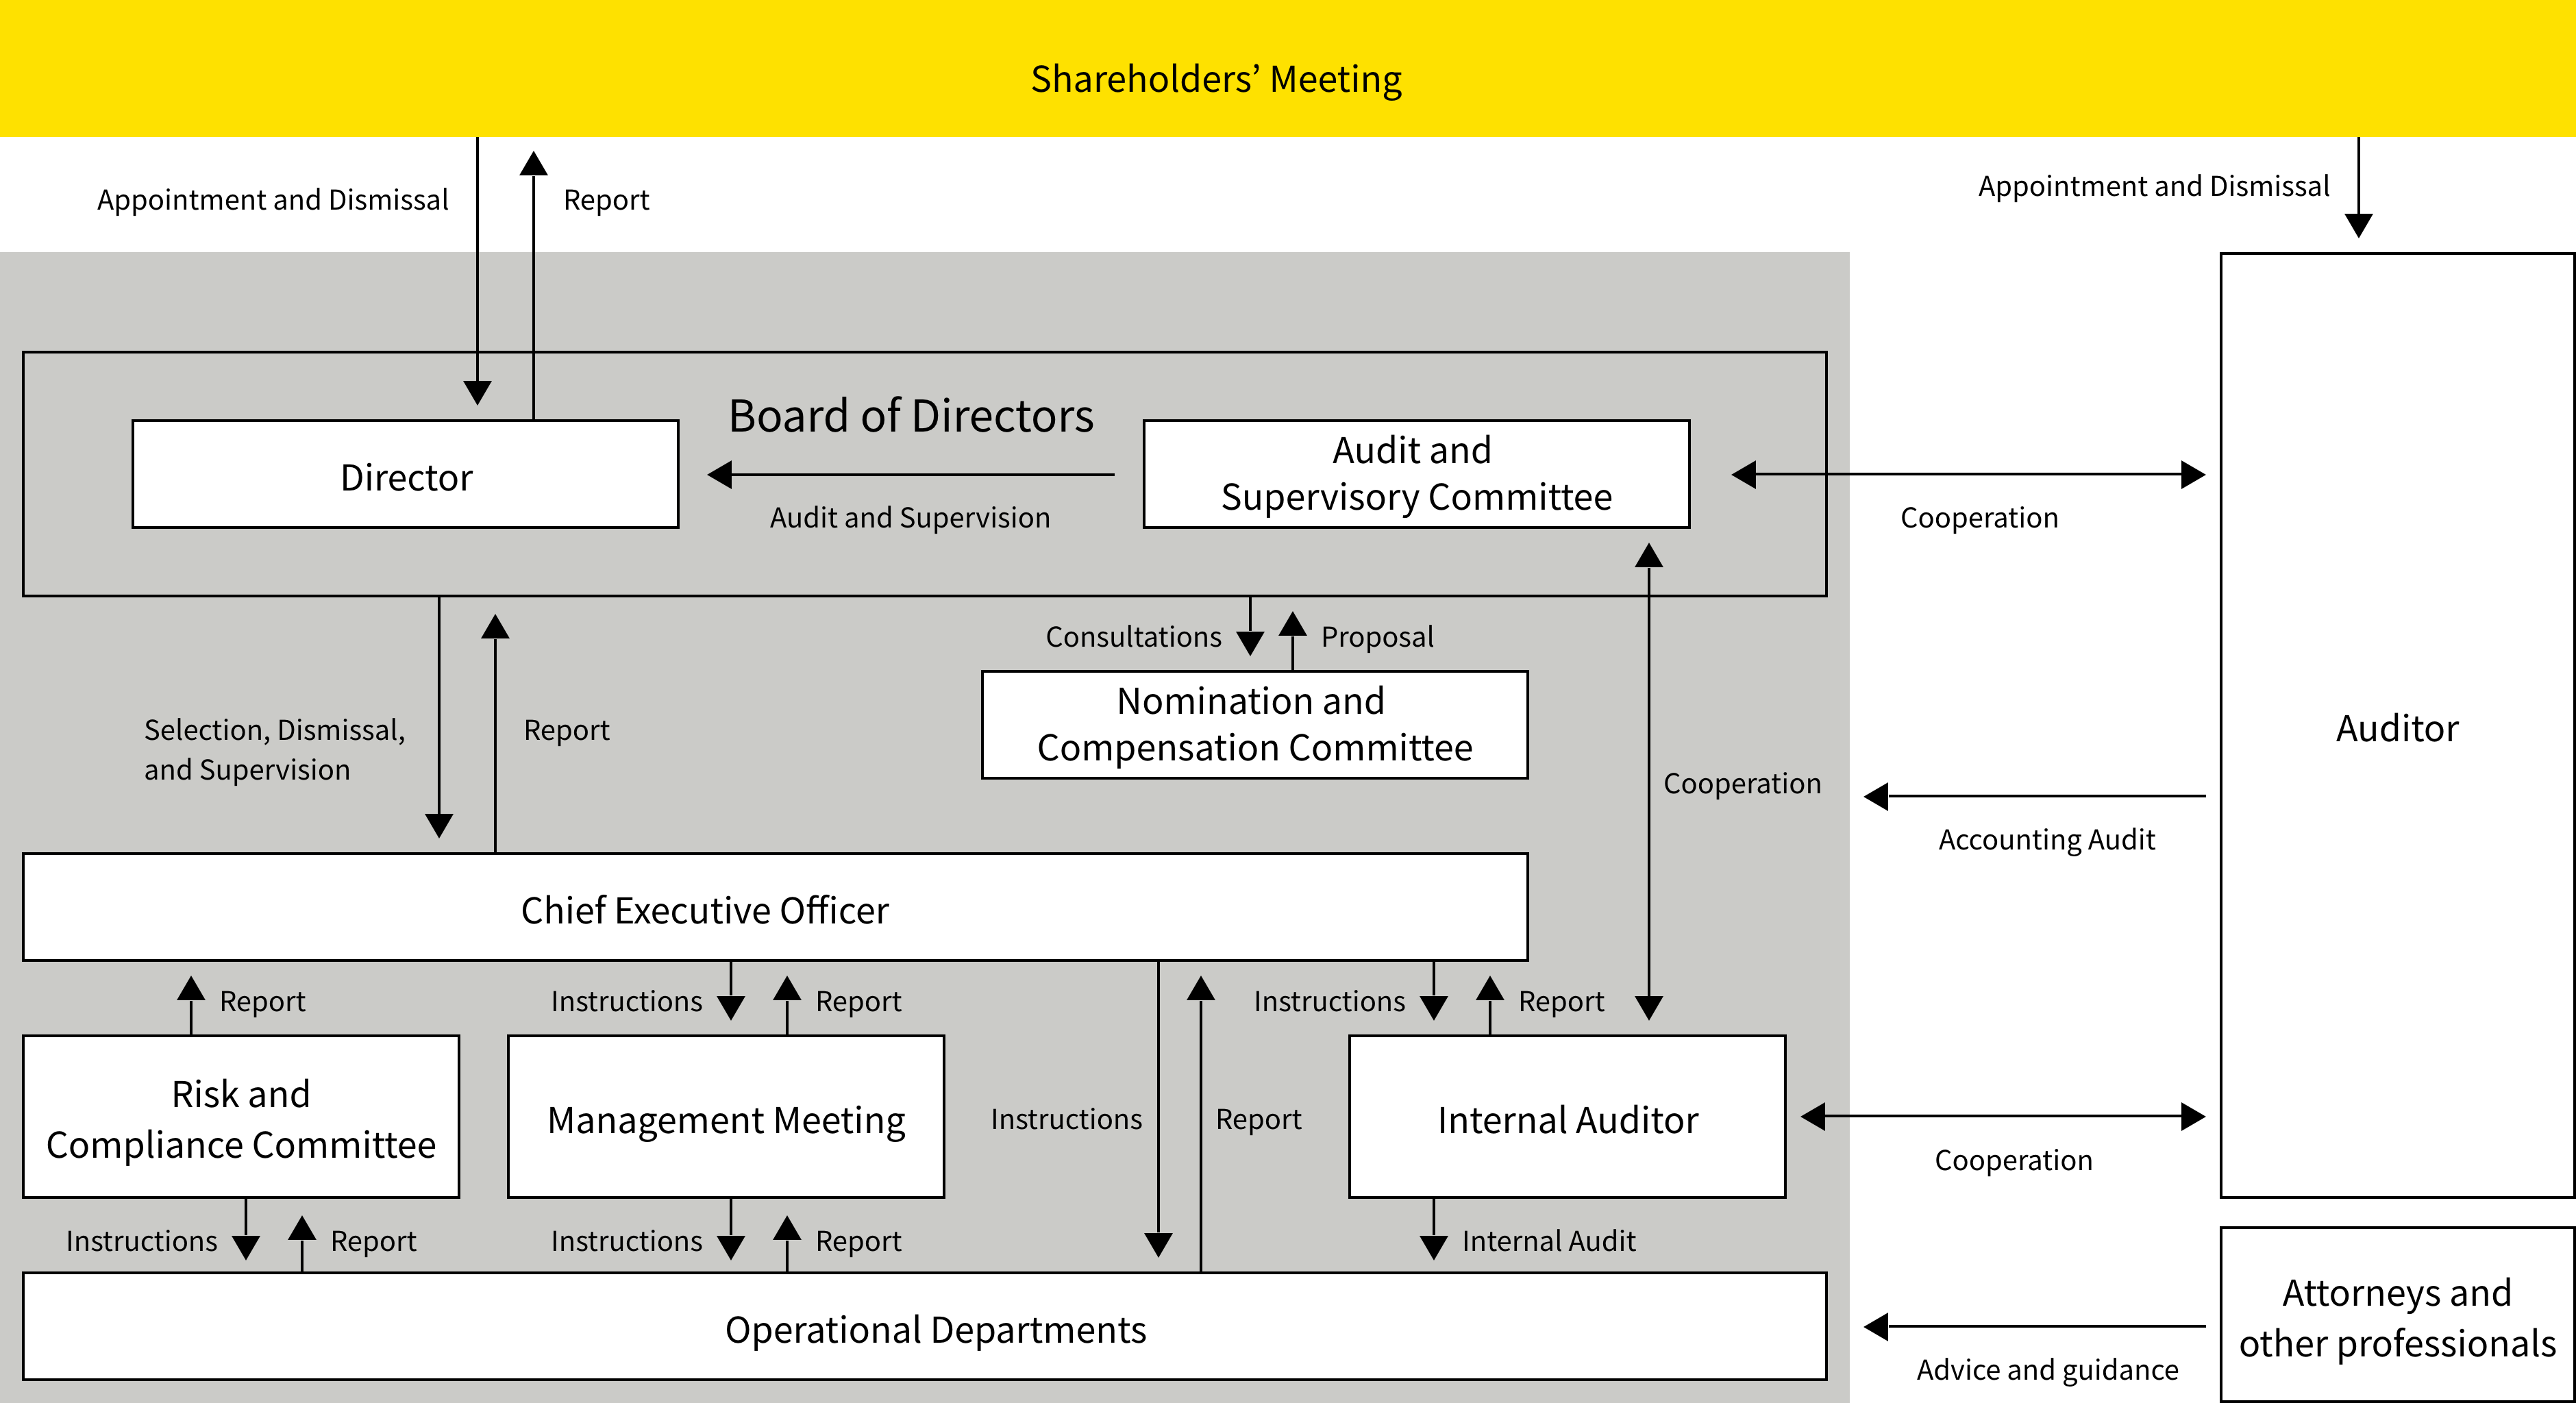 Shareholders’ Meeting
Appointment and Dismissal
Report
Appointment and Dismissal
Board of Directors
Director
Audit and
Supervisory Committee
Audit and Supervision
Cooperation
Consultations
Proposal
Nomination and
Compensation Committee
Selection, Dismissal,
and Supervision
Report
Cooperation
Auditor
Accounting Audit
Chief Executive Officer
Report
Instructions
Report
Instructions
Report
Risk and
Compliance Committee
Management Meeting
Instructions
Report
Internal Auditor
Cooperation
Instructions
Report
Instructions
Report
Internal Audit
Operational Departments
Attorneys and
other professionals
Advice and guidance